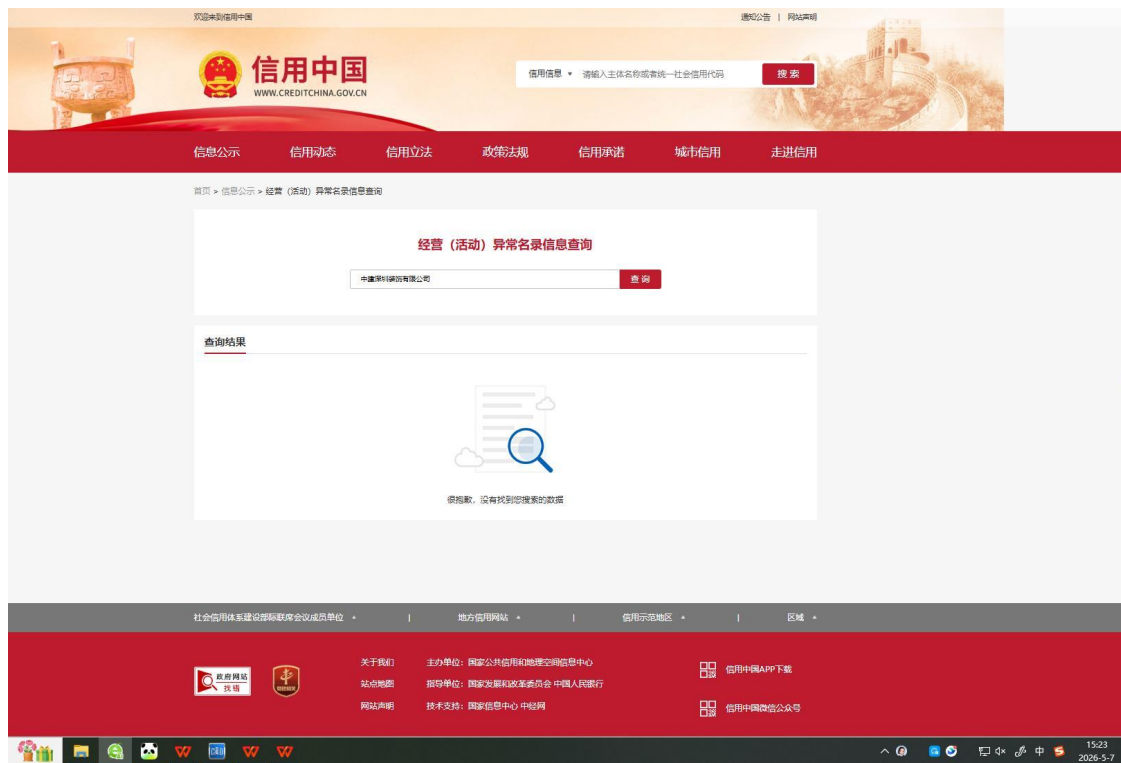 欢迎来到信用中国
通知公告 | 网站声明
信用中国
WWW.CREDITCHINA.GOV.CN
信用信息 请输入主体名称或者统一社会信用代码 搜索
信息公示 信用动态 信用立法 政策法规 信用承诺 城市信用 走进信用
首页 > 信息公示 > 经营（活动）异常名录信息查询
经营（活动）异常名录信息查询
中建深圳装饰有限公司 查询
查询结果
很抱歉，没有找到您搜索的数据
社会信用体系建设部际联席会议成员单位 | 地方信用网站 | 信用示范地区 | 区域
政府网站
找错
关于我们 主办单位：国家公共信用和地理空间信息中心
站点地图 指导单位：国家发展和改革委员会 中国人民银行
网站声明 技术支持：国家信息中心 中经网
信用中国APP下载
信用中国微信公众号
中
15:23
2026-5-7